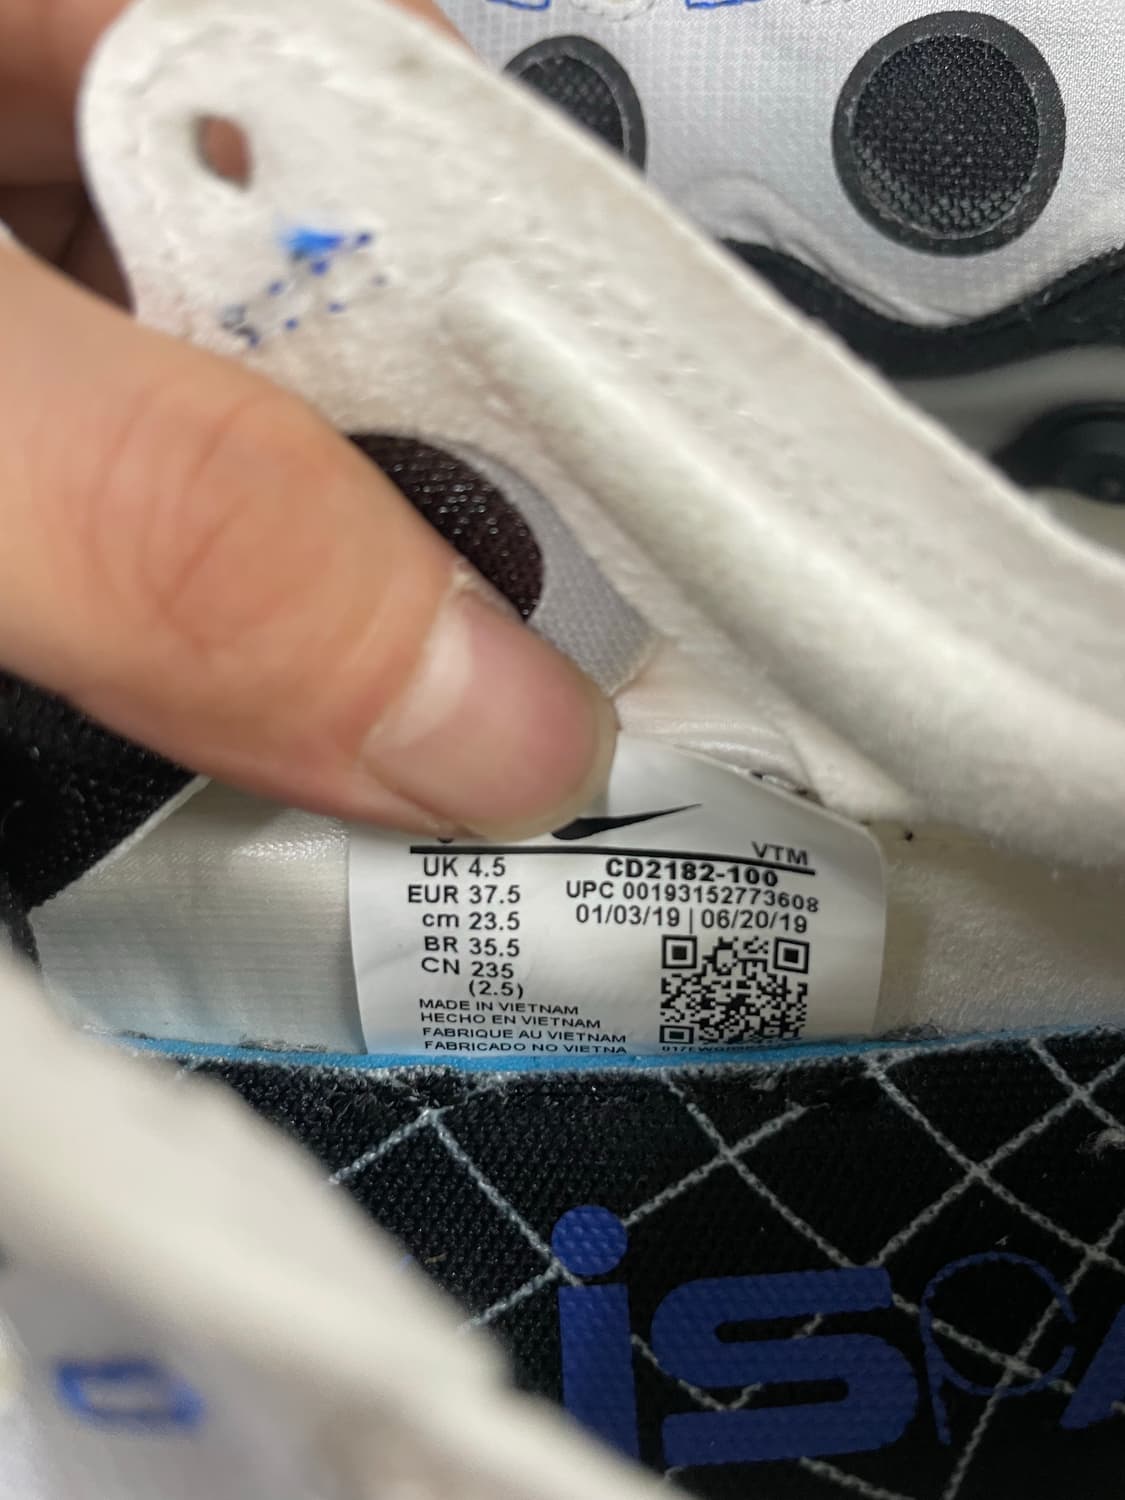 VTM
UK 4.5
EUR 37.5
cm 23.5
BR 35.5
CN 235
(2.5)
CD2182-100
UPC 00193152773608
01/03/19 | 06/20/19
MADE IN VIETNAM
HECHO EN VIETNAM
FABRIQUE AU VIETNAM
FABRICADO NO VIETNA
iSPA